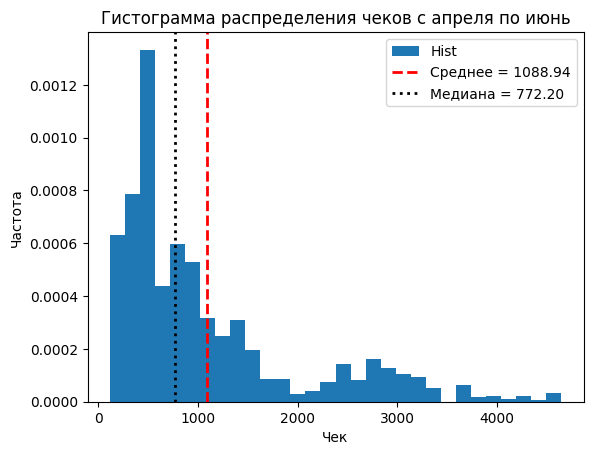 Гистограмма распределения чеков с апреля по июнь
Hist
Среднее = 1088.94
Медиана = 772.20
Частота
0.0012
0.0010
0.0008
0.0006
0.0004
0.0002
0.0000
0
1000
2000
3000
4000
Чек